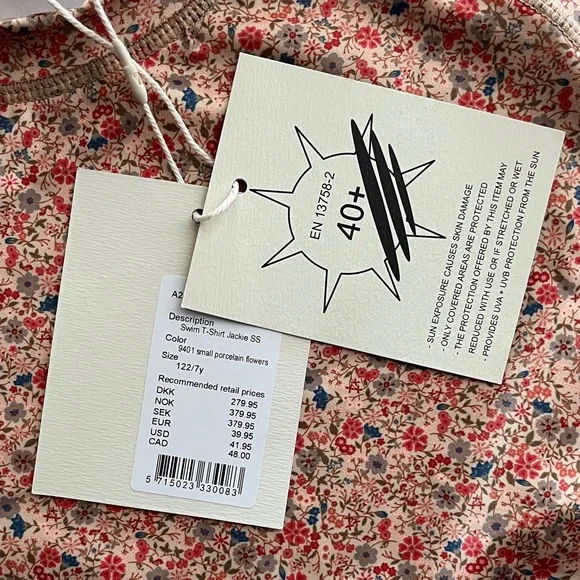 EN 13758-2
40+
- SUN EXPOSURE CAUSES SKIN DAMAGE
- ONLY COVERED AREAS ARE PROTECTED
- THE PROTECTION OFFERED BY THIS ITEM MAY
REDUCED WITH USE OR IF STRETCHED OR WET
- PROVIDES UVA + UVB PROTECTION FROM THE SUN
Description
Swim T-Shirt Jackie SS
Color
9401 small porcelain flowers
Size
122/7y
Recommended retail prices
DKK 279.95
NOK 379.95
SEK 379.95
EUR 39.95
USD 41.95
CAD 48.00
5 715023 330083